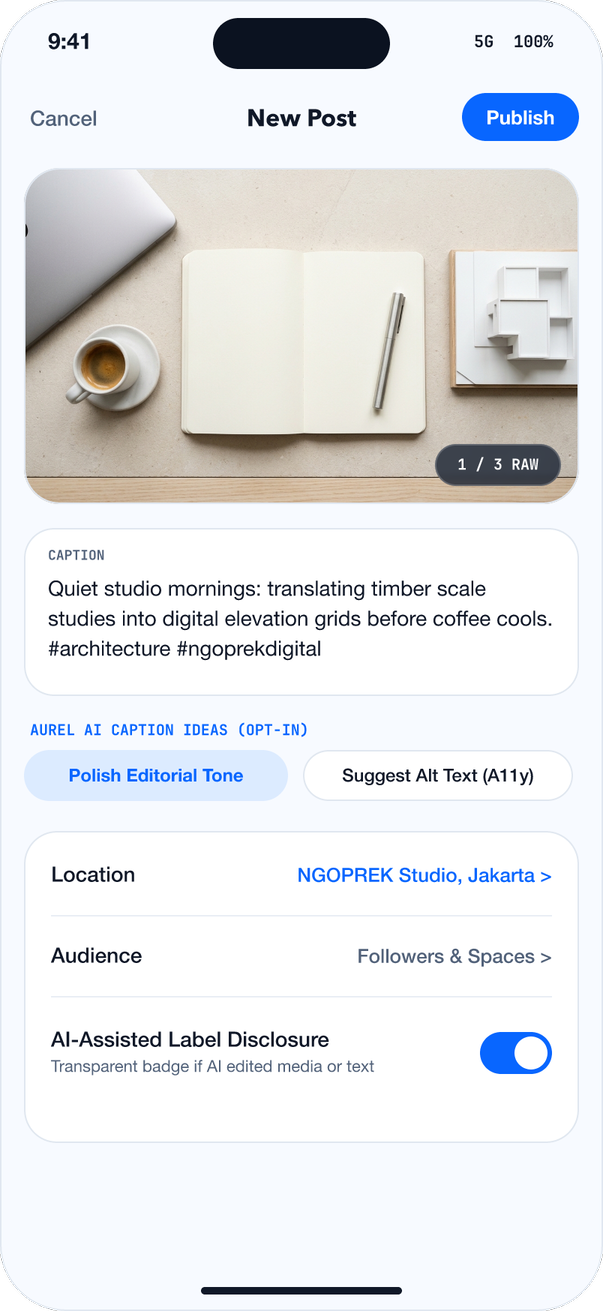 9:41
5G 100%
Cancel
New Post
Publish
1 / 3 RAW
CAPTION
Quiet studio mornings: translating timber scale
studies into digital elevation grids before coffee cools.
#architecture #ngoprekdigital
AUREL AI CAPTION IDEAS (OPT-IN)
Polish Editorial Tone
Suggest Alt Text (A11y)
Location
NGOPREK Studio, Jakarta >
Audience
Followers & Spaces >
AI-Assisted Label Disclosure
Transparent badge if AI edited media or text